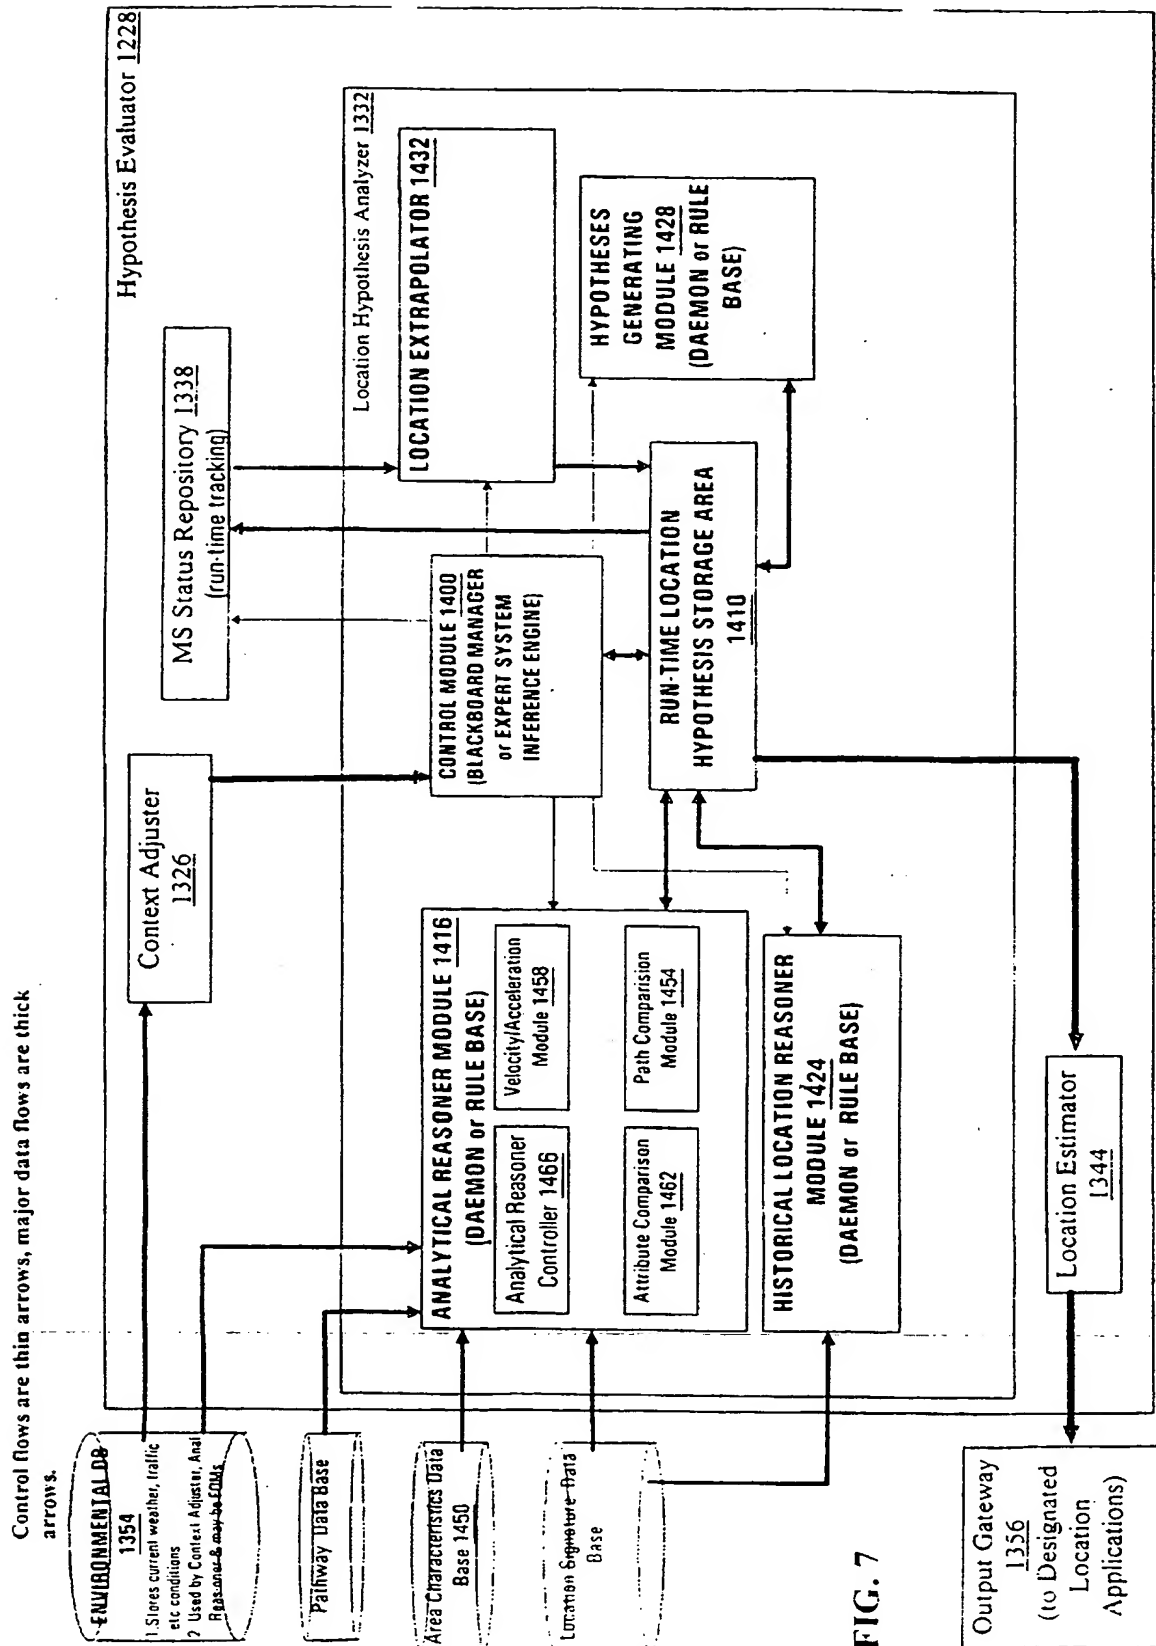 Control flows are thin arrows, major data flows are thick
arrows.
Hypothesis Evaluator 1228
ENVIRONMENTAL DB
1354
1.Stores current weather, traffic
etc conditions
2 Used by Context Adjuster, Anal
Reasoner & may be FOMs
Context Adjuster
1326
MS Status Repository 1338
(run-time tracking)
Location Hypothesis Analyzer 1332
Pathway Data Base
CONTROL MODULE 1400
(BLACKBOARD MANAGER
or EXPERT SYSTEM
INFERENCE ENGINE)
LOCATION EXTRAPOLATOR 1432
Area Characteristics Data
Base 1450
ANALYTICAL REASONER MODULE 1416
(DAEMON or RULE BASE)
Analytical Reasoner
Controller 1466
Velocity/Acceleration
Module 1458
Attribute Comparison
Module 1462
Path Comparision
Module 1454
HYPOTHESES
GENERATING
MODULE 1428
(DAEMON or RULE
BASE)
RUN-TIME LOCATION
HYPOTHESIS STORAGE AREA
1410
Location Signature Data
Base
HISTORICAL LOCATION REASONER
MODULE 1424
(DAEMON or RULE BASE)
FIG. 7
Output Gateway
1356
(to Designated
Location
Applications)
Location Estimator
1344